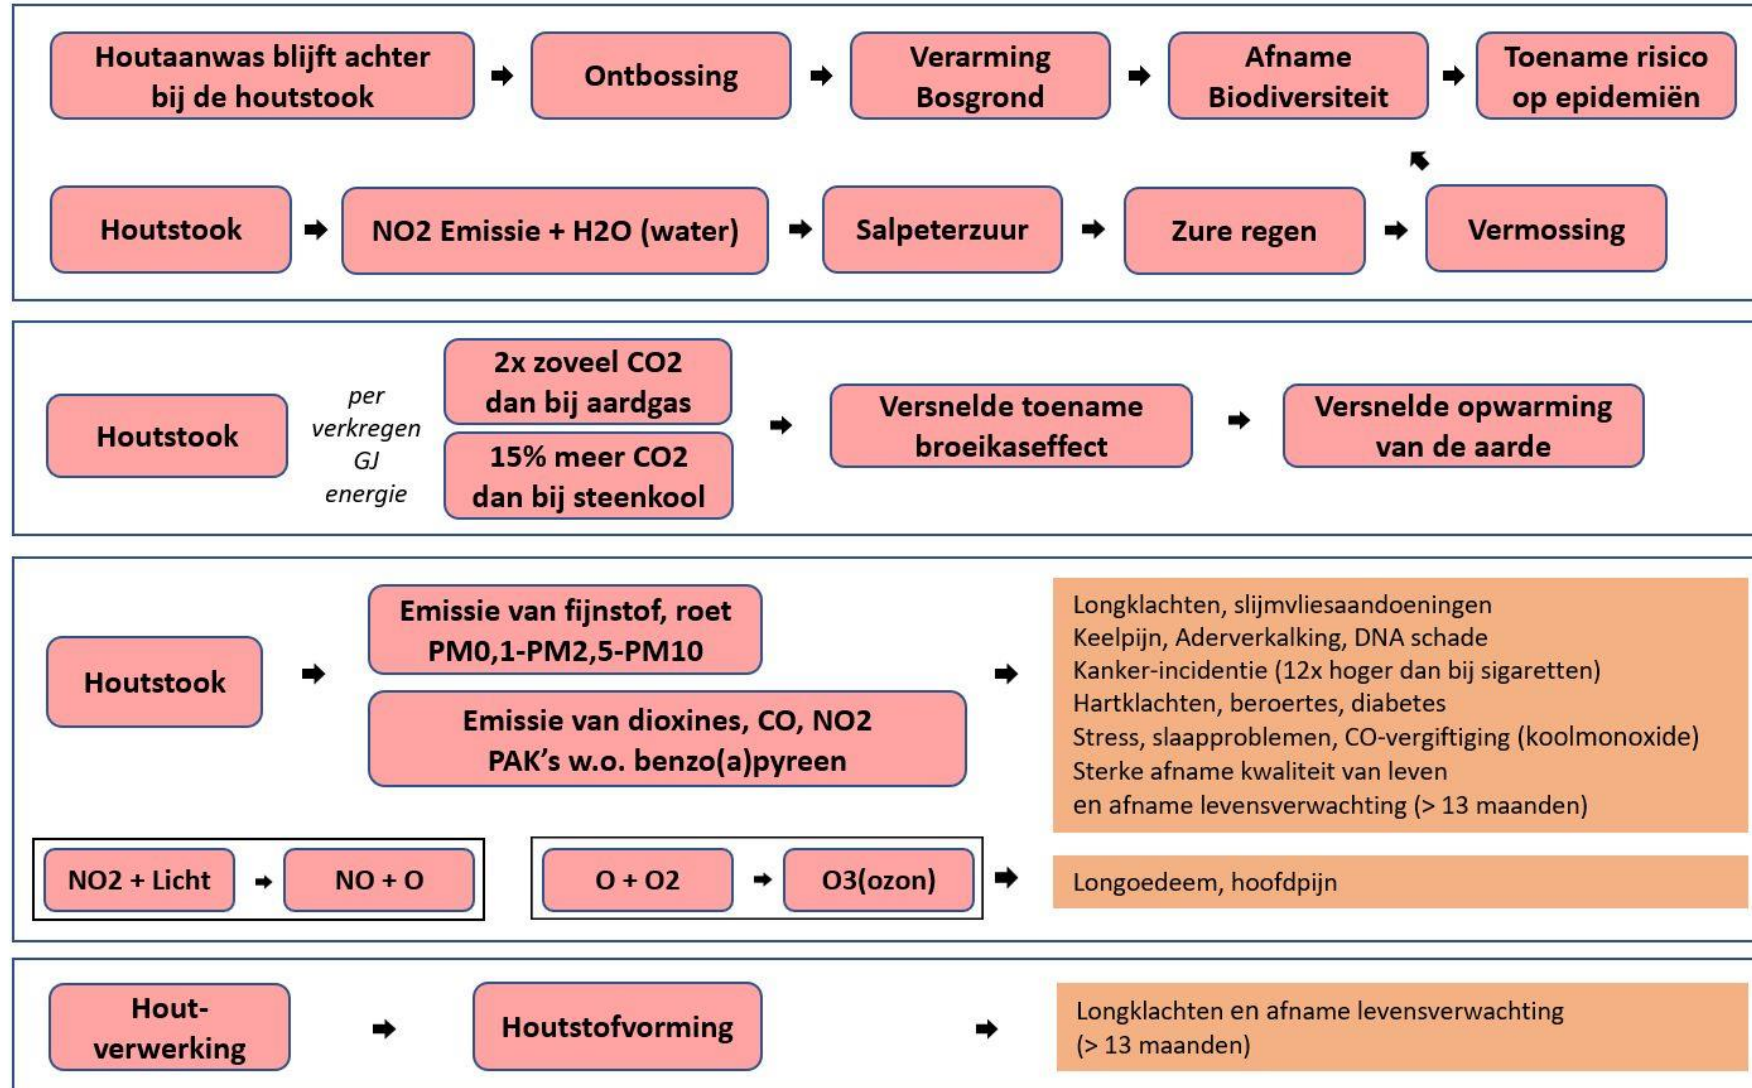 Houtaanwas blijft achter
bij de houtstook
Ontbossing
Verarming
Bosgrond
Afname
Biodiversiteit
Toename risico
op epidemiën
Houtstook
NO2 Emissie + H2O (water)
Salpeterzuur
Zure regen
Vermossing
Houtstook
per
verkregen
GJ
energie
2x zoveel CO2
dan bij aardgas
15% meer CO2
dan bij steenkool
Versnelde toename
broeikaseffect
Versnelde opwarming
van de aarde
Houtstook
Emissie van fijnstof, roet
PM0,1-PM2,5-PM10
Emissie van dioxines, CO, NO2
PAK’s w.o. benzo(a)pyreen
Longklachten, slijmvliesaandoeningen
Keelpijn, Aderverkalking, DNA schade
Kanker-incidentie (12x hoger dan bij sigaretten)
Hartklachten, beroertes, diabetes
Stress, slaapproblemen, CO-vergiftiging (koolmonoxide)
Sterke afname kwaliteit van leven
en afname levensverwachting (> 13 maanden)
NO2 + Licht
NO + O
O + O2
O3(ozon)
Longoedeem, hoofdpijn
Hout-
verwerking
Houtstofvorming
Longklachten en afname levensverwachting
(> 13 maanden)